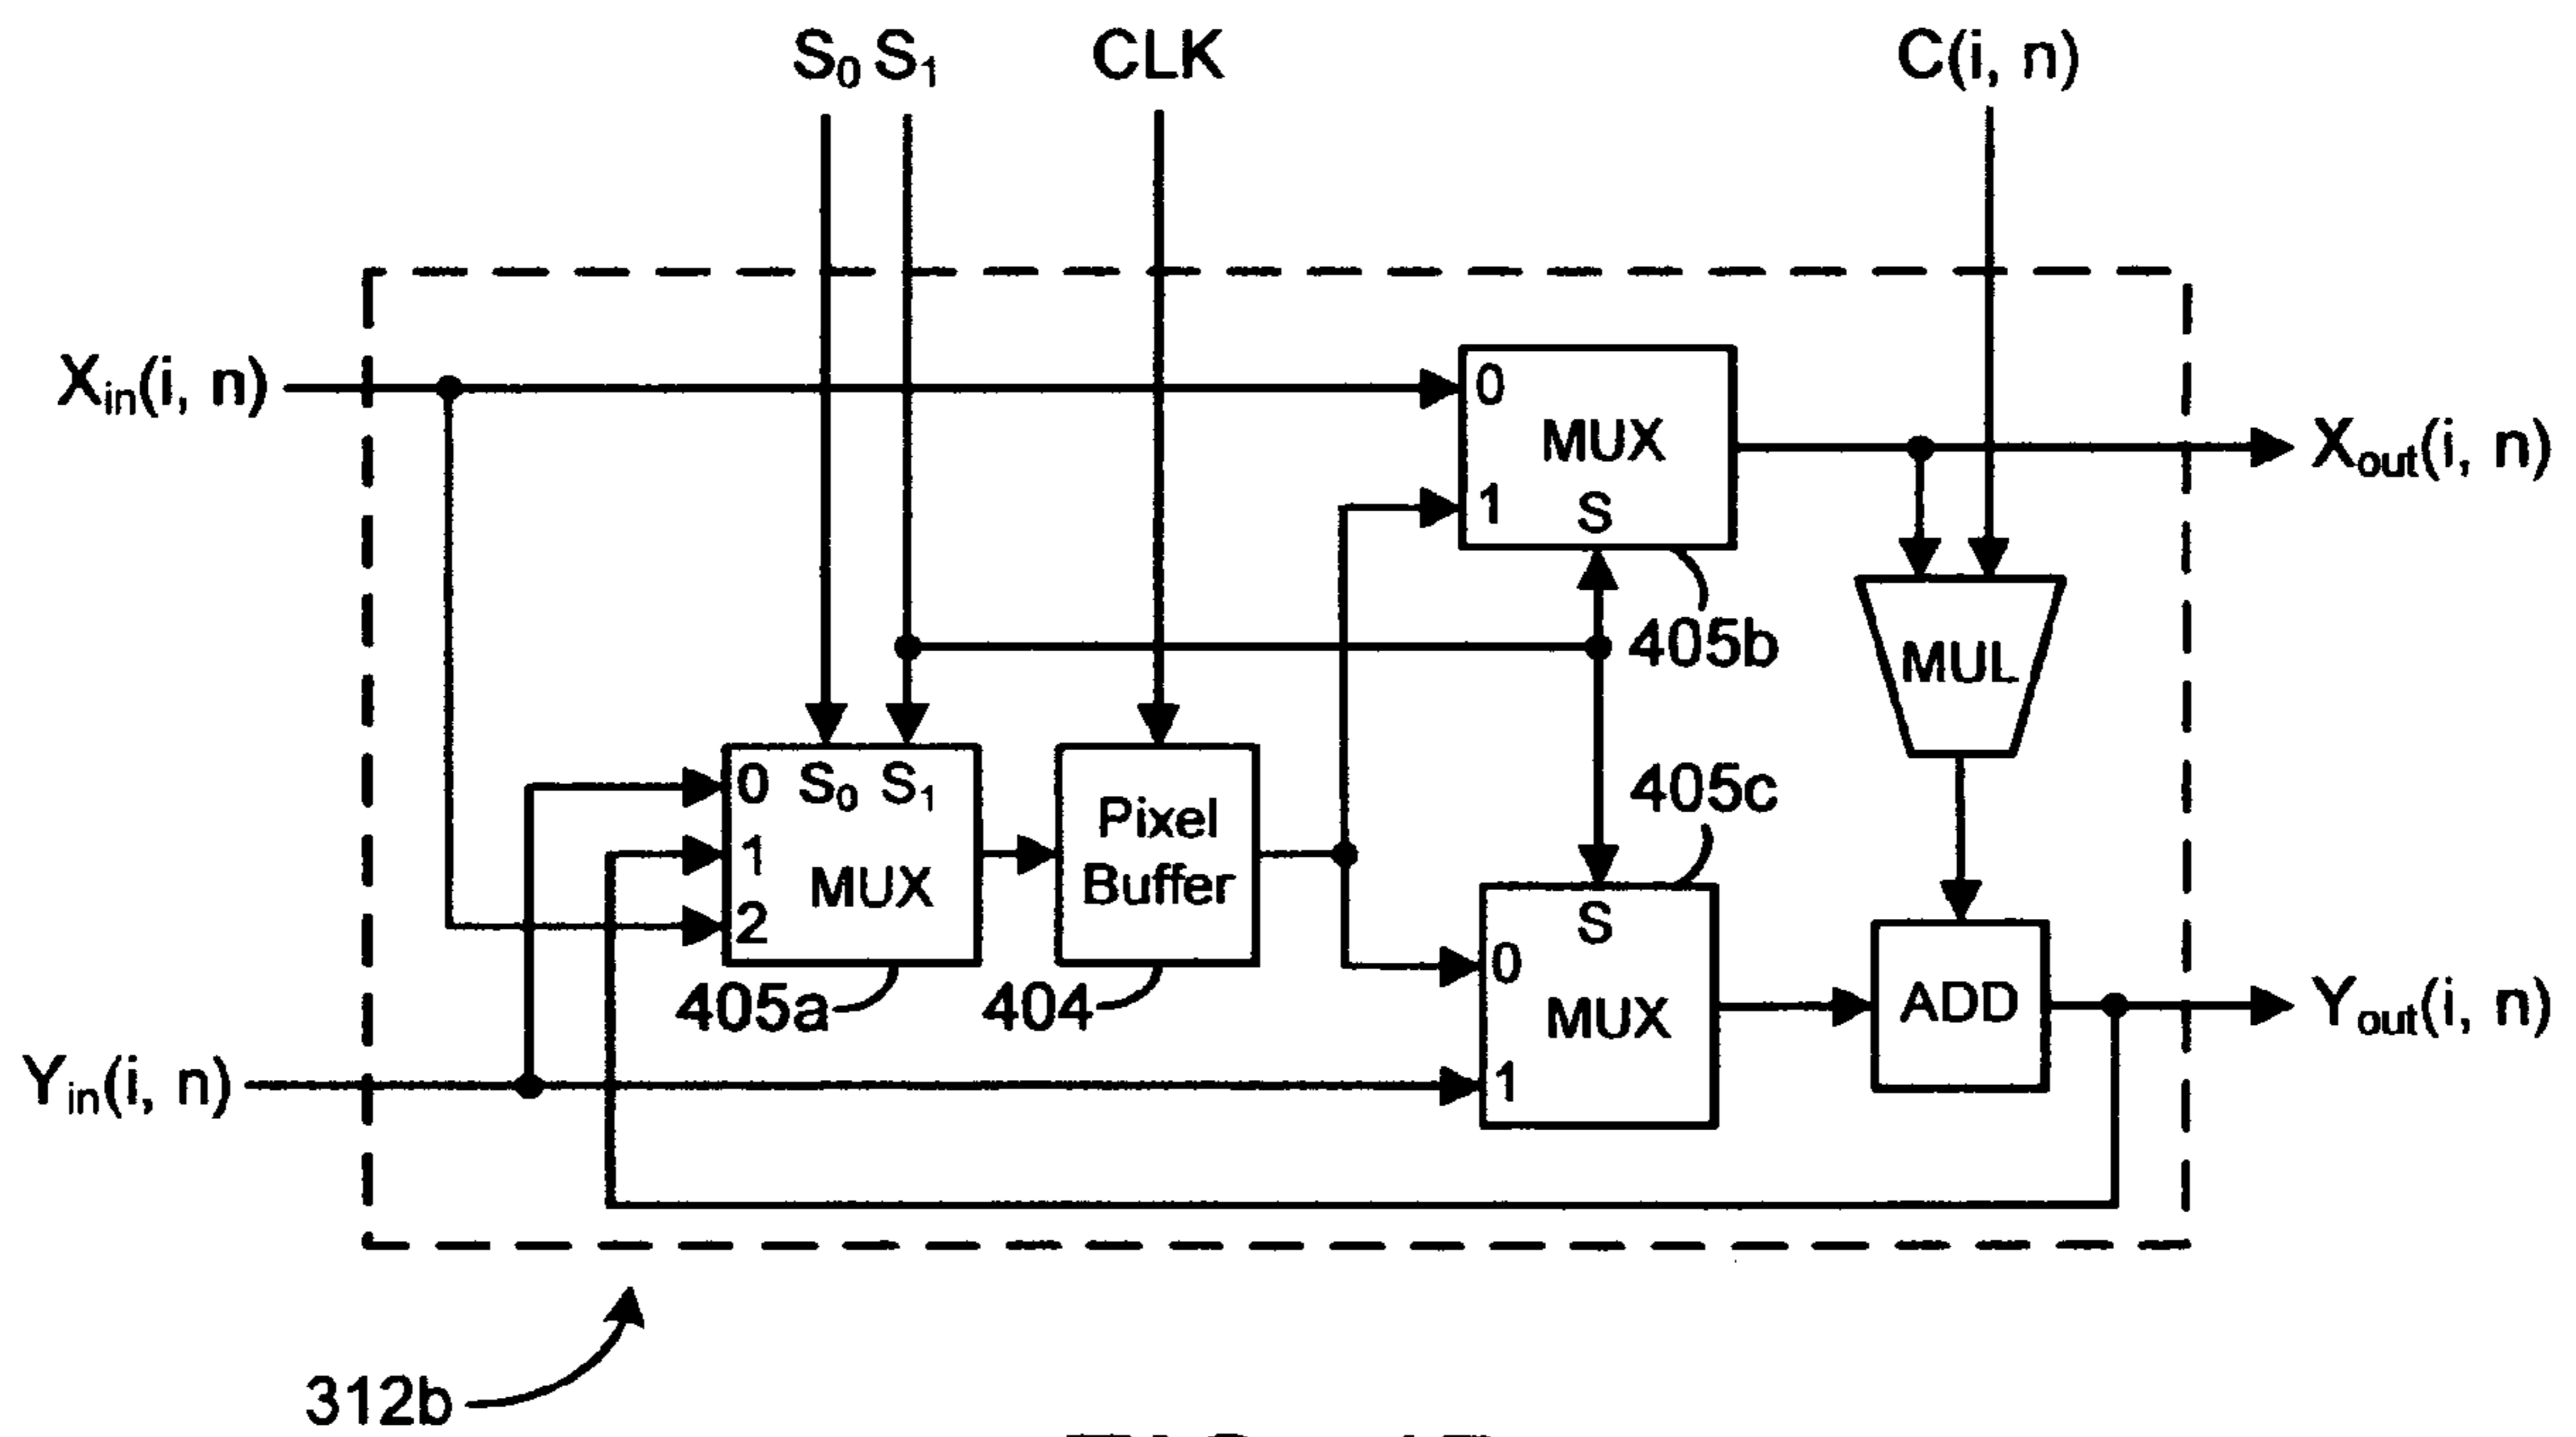 S₀ S₁ CLK C(i, n)
Xin(i, n)
0
MUX
1 S
Xout(i, n)
405b
MUL
0 S₀ S₁
1
MUX
2
Pixel
Buffer
405c
S
0
MUX
1
ADD
Yout(i, n)
405a
404
Yin(i, n)
312b